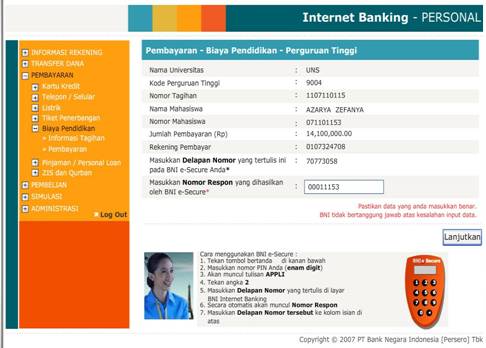 Internet Banking - PERSONAL
INFORMASI REKENING
TRANSFER DANA
PEMBAYARAN
Kartu Kredit
Telepon / Selular
Listrik
Tiket Penerbangan
Biaya Pendidikan
» Informasi Tagihan
» Pembayaran
Pinjaman / Personal Loan
ZIS dan Qurban
PEMBELIAN
SIMULASI
ADMINISTRASI
Log Out
Pembayaran - Biaya Pendidikan - Perguruan Tinggi
Nama Universitas : UNS
Kode Perguruan Tinggi : 9004
Nomor Tagihan : 1107110115
Nama Mahasiswa : AZARYA ZEFANYA
Nomor Mahasiswa : 071101153
Jumlah Pembayaran (Rp) : 14,100,000.00
Rekening Pembayar : 0107324708
Masukkan Delapan Nomor yang tertulis ini : 70773058
pada BNI e-Secure Anda*
Masukkan Nomor Respon yang dihasilkan : 00011153
oleh BNI e-Secure*
Pastikan data yang anda masukkan benar.
BNI tidak bertanggung jawab atas kesalahan input data.
Lanjutkan
Cara menggunakan BNI e-Secure :
1. Tekan tombol bertanda di kanan bawah
2. Masukkan nomor PIN Anda (enam digit)
3. Akan muncul tulisan APPLI
4. Tekan angka 2
5. Masukkan Delapan Nomor yang tertulis di layar
BNI Internet Banking
6. Secara otomatis akan muncul Nomor Respon
7. Masukkan Delapan Nomor tersebut ke kolom isian di
atas
BNI e-Secure
Copyright © 2007 PT Bank Negara Indonesia [Persero] Tbk